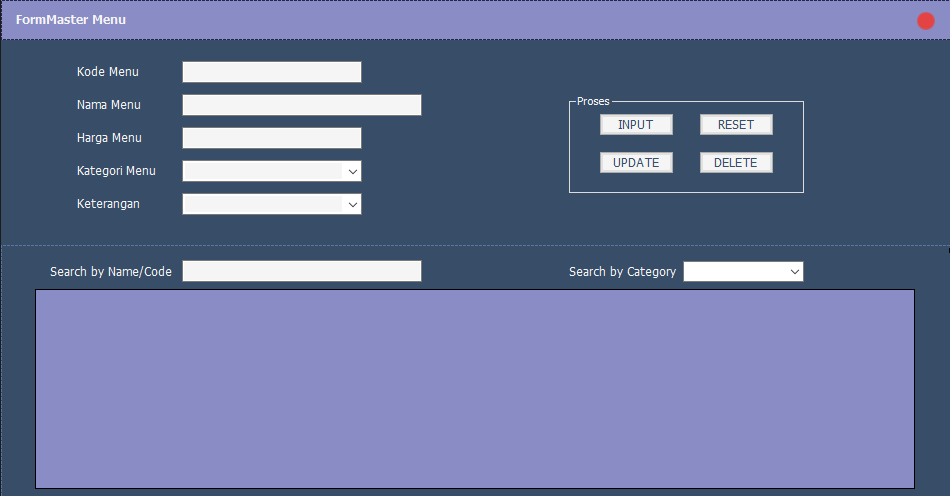 FormMaster Menu
Kode Menu
Nama Menu
Harga Menu
Kategori Menu
Keterangan
Proses
INPUT RESET
UPDATE DELETE
Search by Name/Code
Search by Category